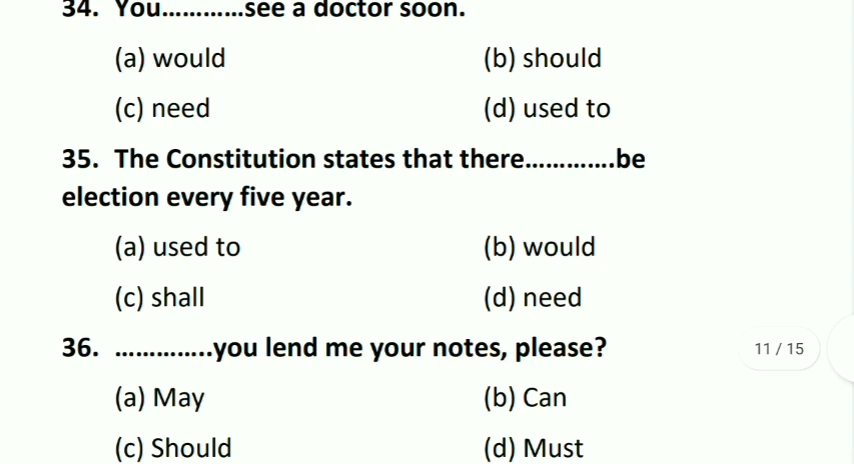 34. You............see a doctor soon.
(a) would (b) should
(c) need (d) used to
35. The Constitution states that there.............be
election every five year.
(a) used to (b) would
(c) shall (d) need
36. ..............you lend me your notes, please?
11 / 15
(a) May (b) Can
(c) Should (d) Must